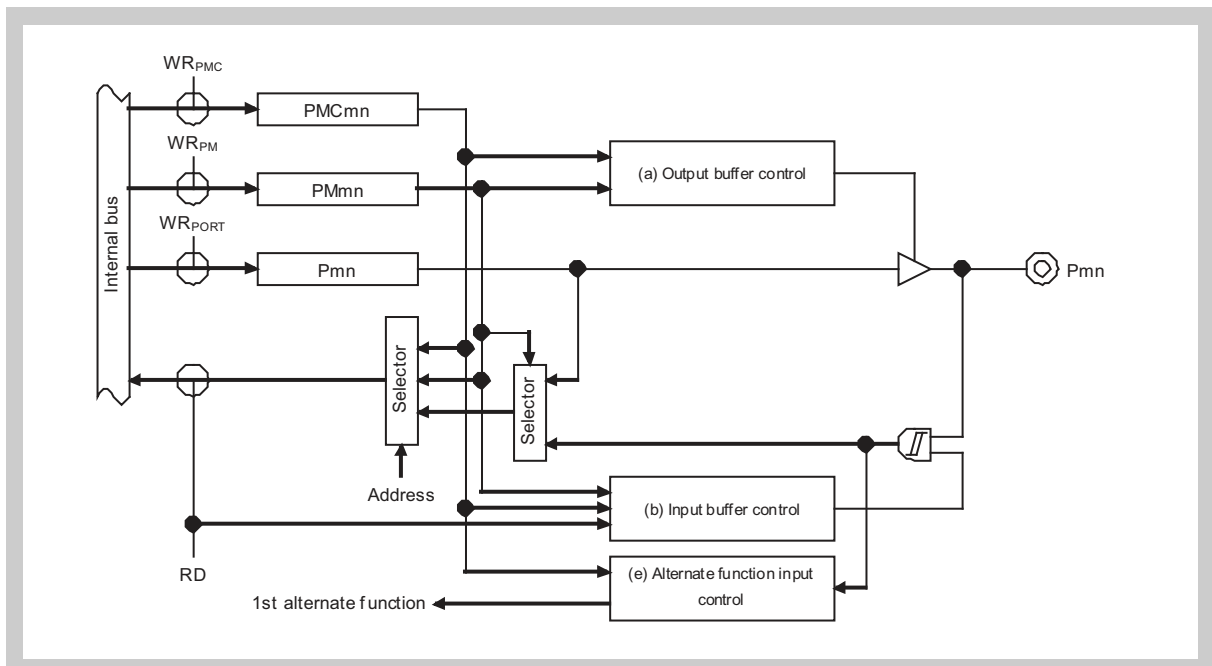 WRPMC
PMCmn
WRPM
PMmn
(a) Output buffer control
WRPORT
Pmn
Pmn
Internal bus
Selector
Selector
Address
(b) Input buffer control
RD
(e) Alternate function input
control
1st alternate function